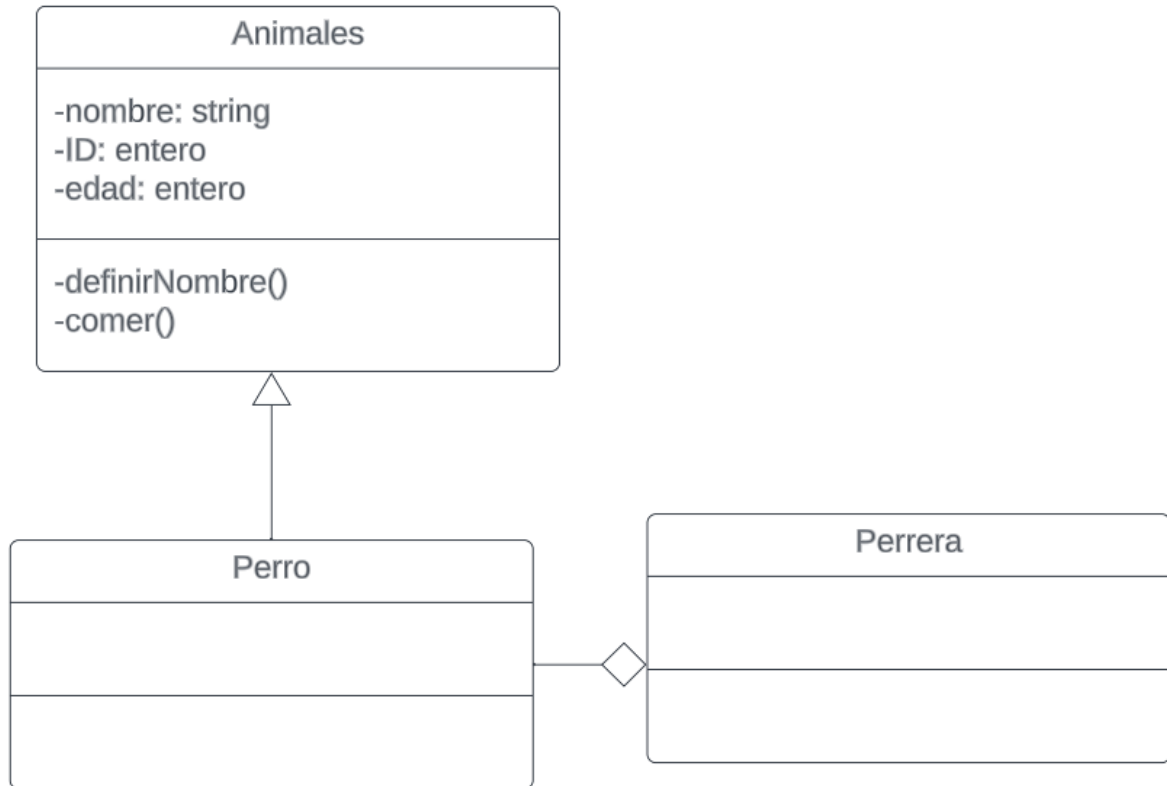 Animales
-nombre: string
-ID: entero
-edad: entero
-definirNombre()
-comer()
Perro
Perrera